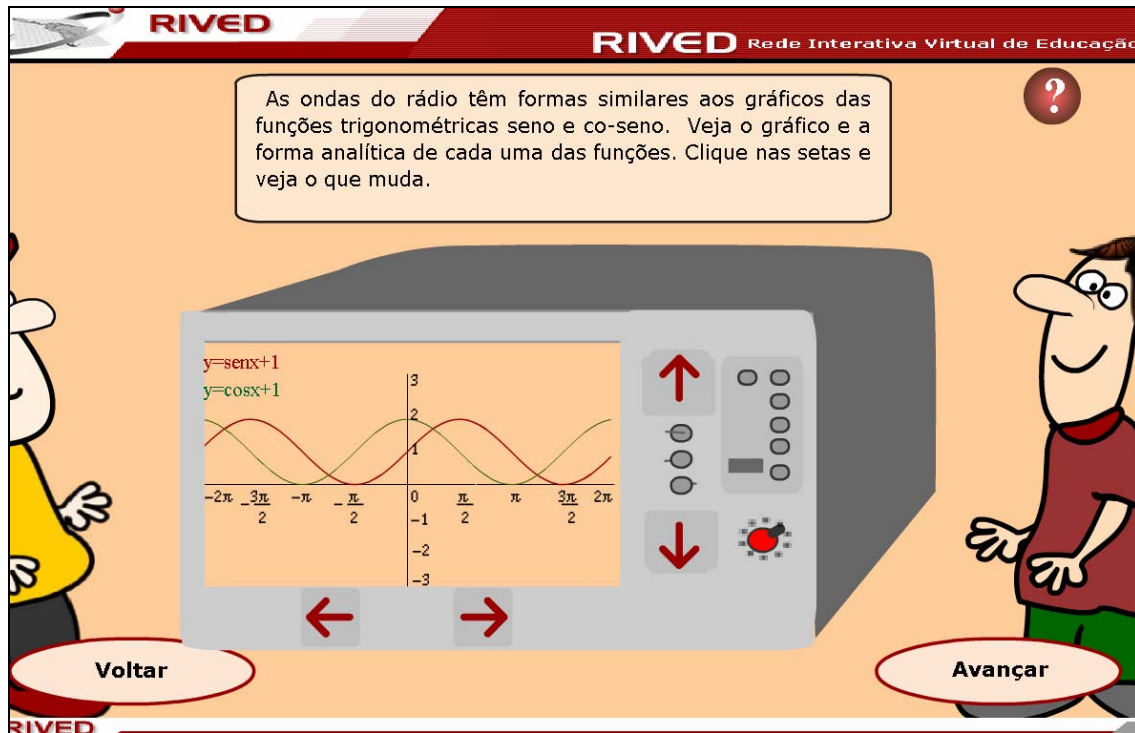 RIVED
RIVED Rede Interativa Virtual de Educação
As ondas do rádio têm formas similares aos gráficos das
funções trigonométricas seno e co-seno. Veja o gráfico e a
forma analítica de cada uma das funções. Clique nas setas e
veja o que muda.
?
y=senx+1
y=cosx+1
3
2
1
-2π -3π/2 -π -π/2 0 π/2 π 3π/2 2π
-1
-2
-3
Voltar
Avançar
RIVED